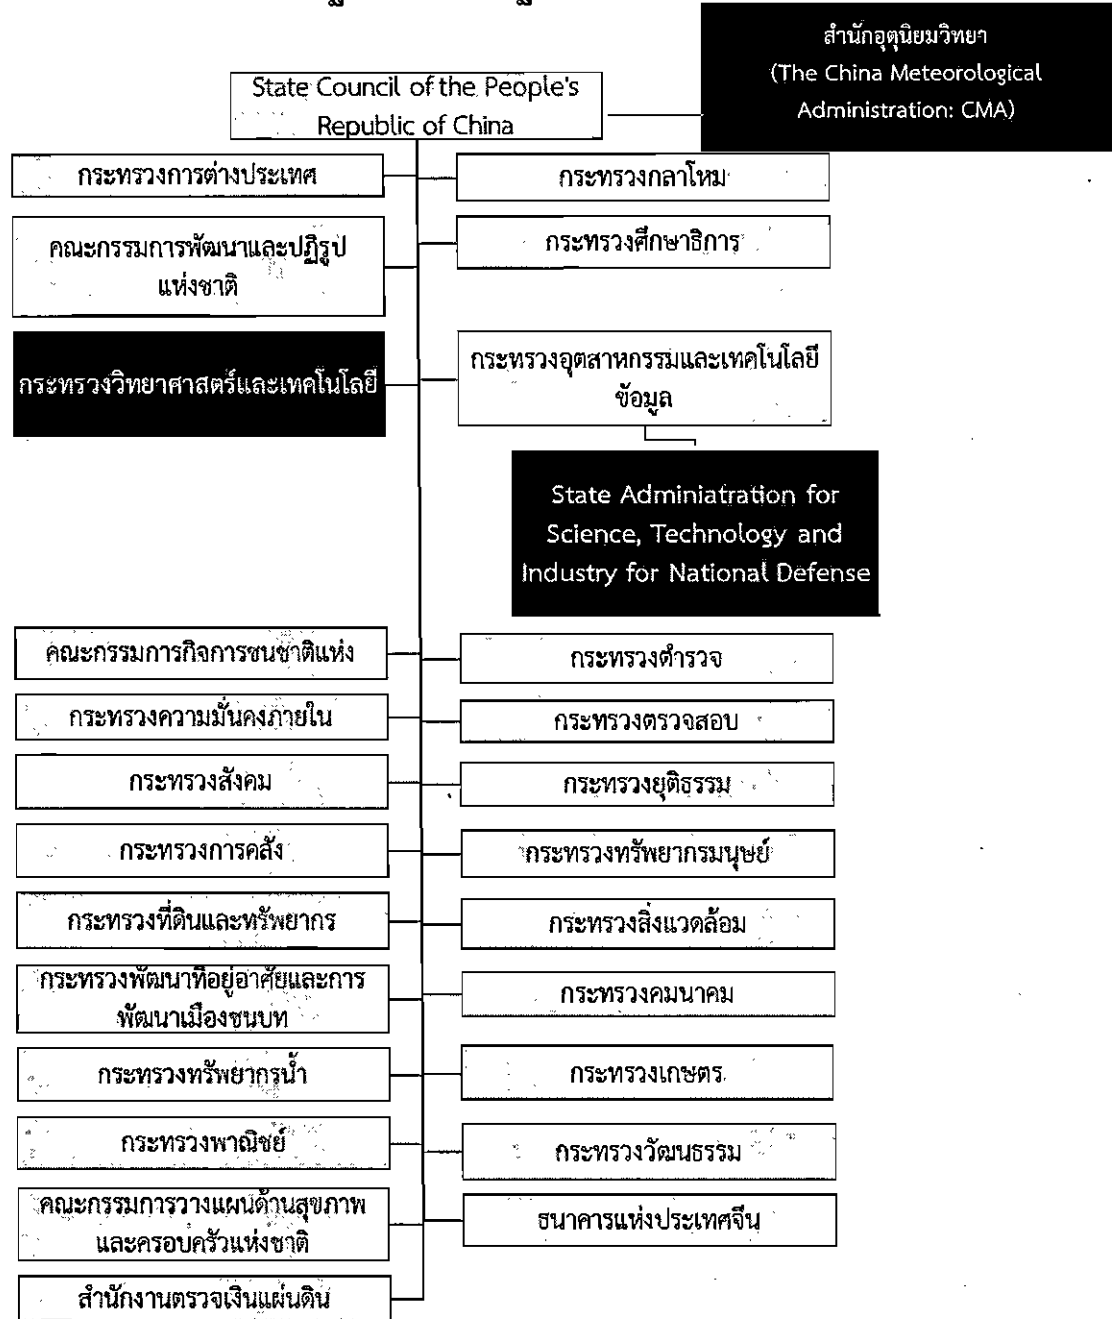 สำนักอุตุนิยมวิทยา
(The China Meteorological
Administration: CMA)
State Council of the People's
Republic of China
กระทรวงการต่างประเทศ
กระทรวงกลาโหม
คณะกรรมการพัฒนาและปฏิรูป
แห่งชาติ
กระทรวงศึกษาธิการ
กระทรวงวิทยาศาสตร์และเทคโนโลยี
กระทรวงอุตสาหกรรมและเทคโนโลยี
ข้อมูล
State Adminiatration for
Science, Technology and
Industry for National Defense
คณะกรรมการกิจการชนชาติแห่ง
กระทรวงตำรวจ
กระทรวงความมั่นคงภายใน
กระทรวงตรวจสอบ
กระทรวงสังคม
กระทรวงยุติธรรม
กระทรวงการคลัง
กระทรวงทรัพยากรมนุษย์
กระทรวงที่ดินและทรัพยากร
กระทรวงสิ่งแวดล้อม
กระทรวงพัฒนาที่อยู่อาศัยและการ
พัฒนาเมืองชนบท
กระทรวงคมนาคม
กระทรวงทรัพยากรน้ำ
กระทรวงเกษตร
กระทรวงพาณิชย์
กระทรวงวัฒนธรรม
คณะกรรมการวางแผนด้านสุขภาพ
และครอบครัวแห่งชาติ
ธนาคารแห่งประเทศจีน
สำนักงานตรวจเงินแผ่นดิน